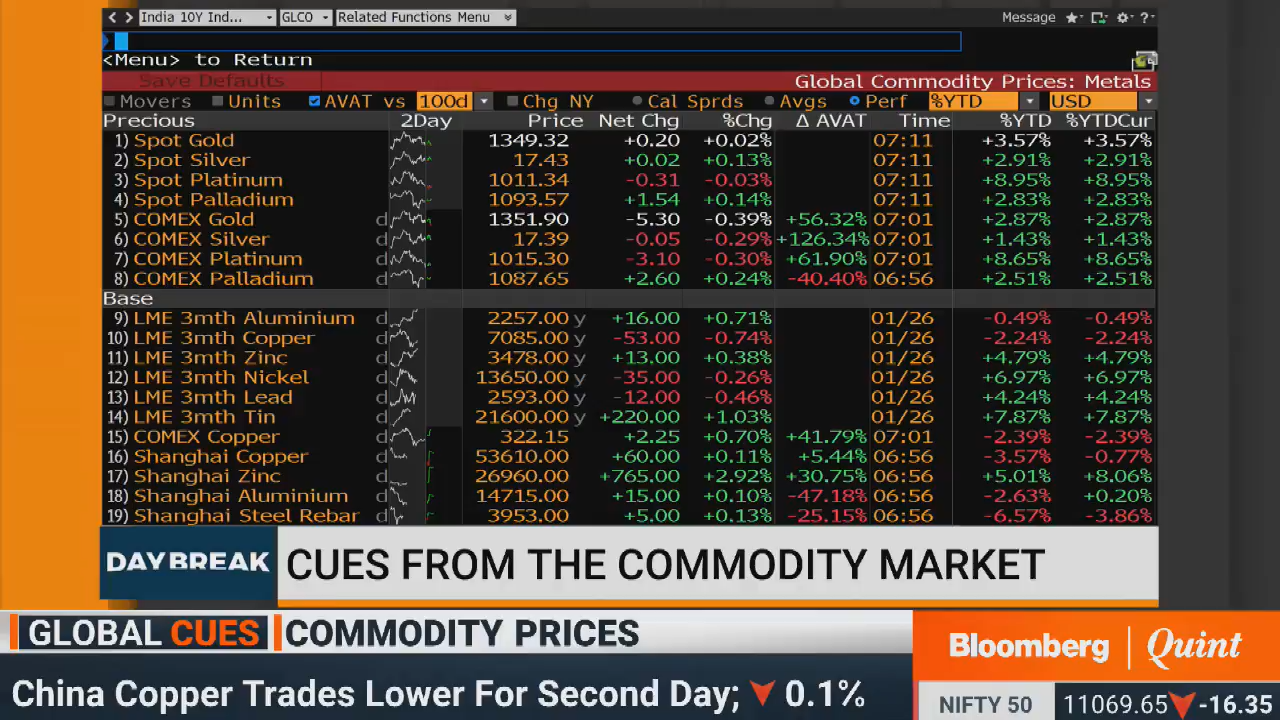 India 10Y Ind... GLCO Related Functions Menu Message ?
<Menu> to Return
Save Defaults Global Commodity Prices: Metals
Movers Units AVAT vs 100d Chg NY Cal Sprds Avgs Perf %YTD USD
Precious 2Day Price Net Chg %Chg Δ AVAT Time %YTD %YTDCur
1) Spot Gold 1349.32 +0.20 +0.02% 07:11 +3.57% +3.57%
2) Spot Silver 17.43 +0.02 +0.13% 07:11 +2.91% +2.91%
3) Spot Platinum 1011.34 -0.31 -0.03% 07:11 +8.95% +8.95%
4) Spot Palladium 1093.57 +1.54 +0.14% 07:11 +2.83% +2.83%
5) COMEX Gold d 1351.90 -5.30 -0.39% +56.32% 07:01 +2.87% +2.87%
6) COMEX Silver d 17.39 -0.05 -0.29% +126.34% 07:01 +1.43% +1.43%
7) COMEX Platinum d 1015.30 -3.10 -0.30% +61.90% 07:01 +8.65% +8.65%
8) COMEX Palladium d 1087.65 +2.60 +0.24% -40.40% 06:56 +2.51% +2.51%
Base
9) LME 3mth Aluminium d 2257.00 y +16.00 +0.71% 01/26 -0.49% -0.49%
10) LME 3mth Copper d 7085.00 y -53.00 -0.74% 01/26 -2.24% -2.24%
11) LME 3mth Zinc d 3478.00 y +13.00 +0.38% 01/26 +4.79% +4.79%
12) LME 3mth Nickel d 13650.00 y -35.00 -0.26% 01/26 +6.97% +6.97%
13) LME 3mth Lead d 2593.00 y -12.00 -0.46% 01/26 +4.24% +4.24%
14) LME 3mth Tin d 21600.00 y +220.00 +1.03% 01/26 +7.87% +7.87%
15) COMEX Copper d 322.15 +2.25 +0.70% +41.79% 07:01 -2.39% -2.39%
16) Shanghai Copper d 53610.00 +60.00 +0.11% +5.44% 06:56 -3.57% -0.77%
17) Shanghai Zinc d 26960.00 +765.00 +2.92% +30.75% 06:56 +5.01% +8.06%
18) Shanghai Aluminium d 14715.00 +15.00 +0.10% -47.18% 06:56 -2.63% +0.20%
19) Shanghai Steel Rebar d 3953.00 +5.00 +0.13% -25.15% 06:56 -6.57% -3.86%
DAYBREAK CUES FROM THE COMMODITY MARKET
GLOBAL CUES COMMODITY PRICES
Bloomberg | Quint
China Copper Trades Lower For Second Day; 0.1%
NIFTY 50 11069.65 -16.35